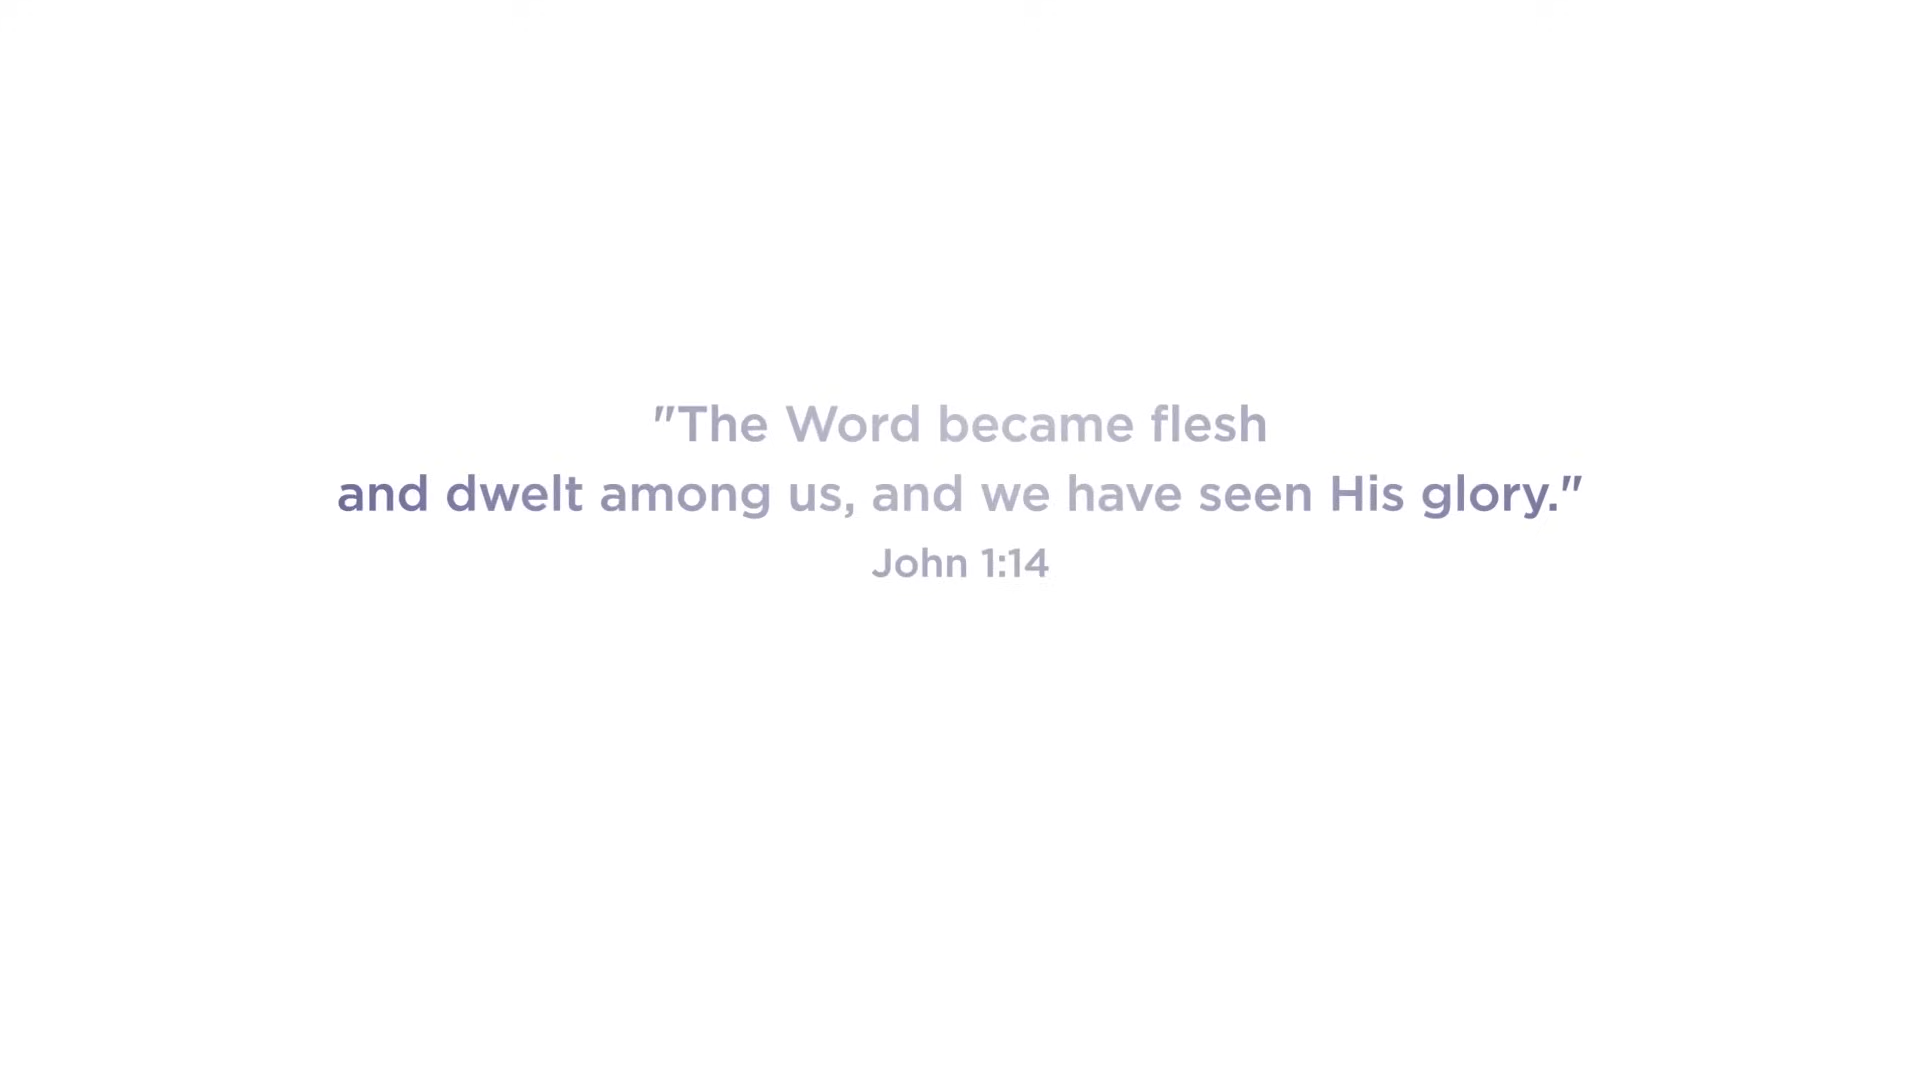 "The Word became flesh
and dwelt among us, and we have seen His glory."
John 1:14